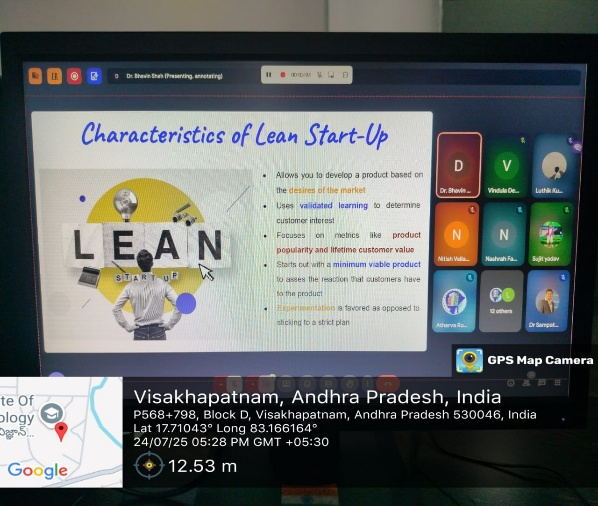 D Dr. Bhavin Shah (Presenting, annotating)
Characteristics of Lean Start-Up
LEAN
START UP
• Allows you to develop a product based on
the desires of the market
• Uses validated learning to determine
customer interest
• Focuses on metrics like product
popularity and lifetime customer value
• Starts out with a minimum viable product
to assess the reaction that customers have
to the product
• Experimentation is favored as opposed to
sticking to a strict plan
D
Dr. Bhavin ...
V
Vindula De...
Luthik Ku...
N
Nitish Valla...
N
Nashrah Fa...
Sujit yadav
Atharva Ro...
L
12 others
Dr Sampat...
GPS Map Camera
te Of
ology
విజ్ఞాన్...
Google
Visakhapatnam, Andhra Pradesh, India
P568+798, Block D, Visakhapatnam, Andhra Pradesh 530046, India
Lat 17.71043° Long 83.166164°
24/07/25 05:28 PM GMT +05:30
12.53 m